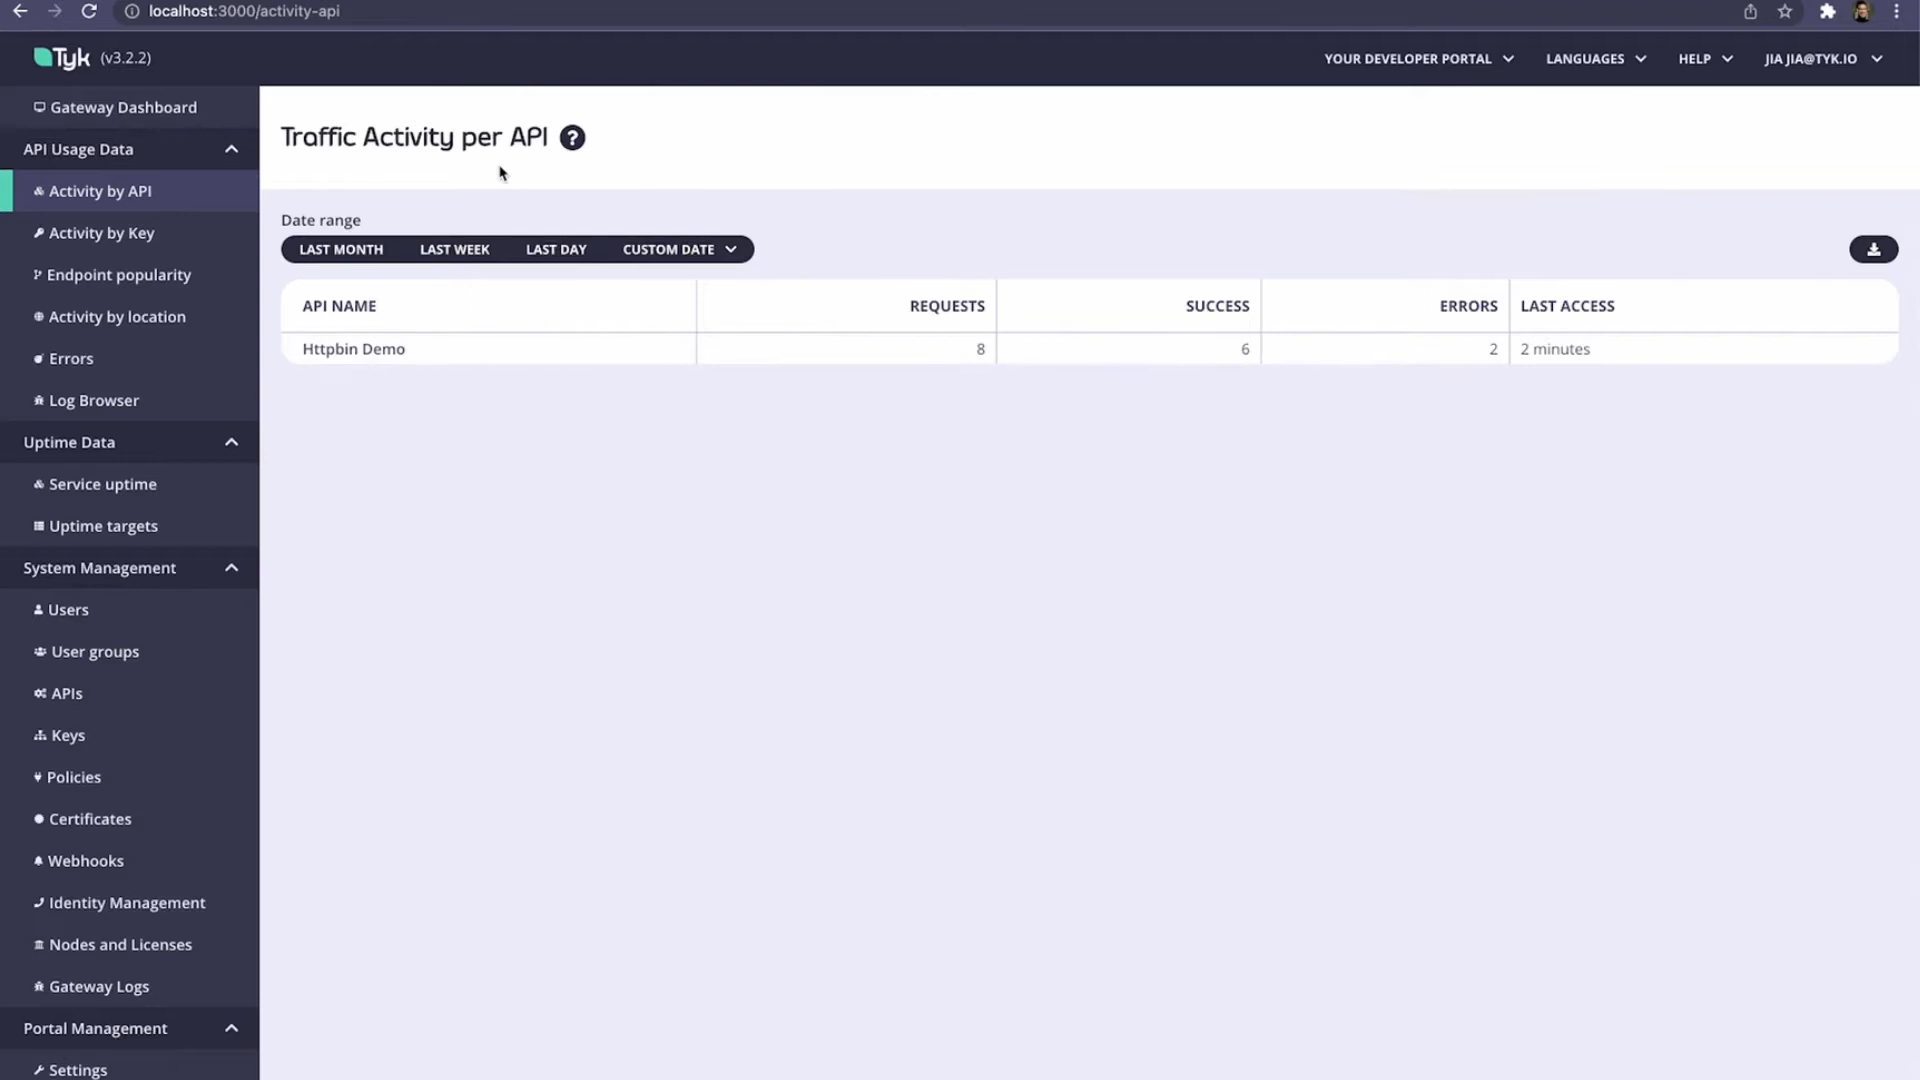 localhost:3000/activity-api
Tyk (v3.2.2)
YOUR DEVELOPER PORTAL
LANGUAGES
HELP
JIA JIA@TYK.IO
Gateway Dashboard
API Usage Data
Activity by API
Activity by Key
Endpoint popularity
Activity by location
Errors
Log Browser
Uptime Data
Service uptime
Uptime targets
System Management
Users
User groups
APIs
Keys
Policies
Certificates
Webhooks
Identity Management
Nodes and Licenses
Gateway Logs
Portal Management
Settings
Traffic Activity per API ?
Date range
LAST MONTH LAST WEEK LAST DAY CUSTOM DATE
API NAME REQUESTS SUCCESS ERRORS LAST ACCESS
Httpbin Demo 8 6 2 2 minutes